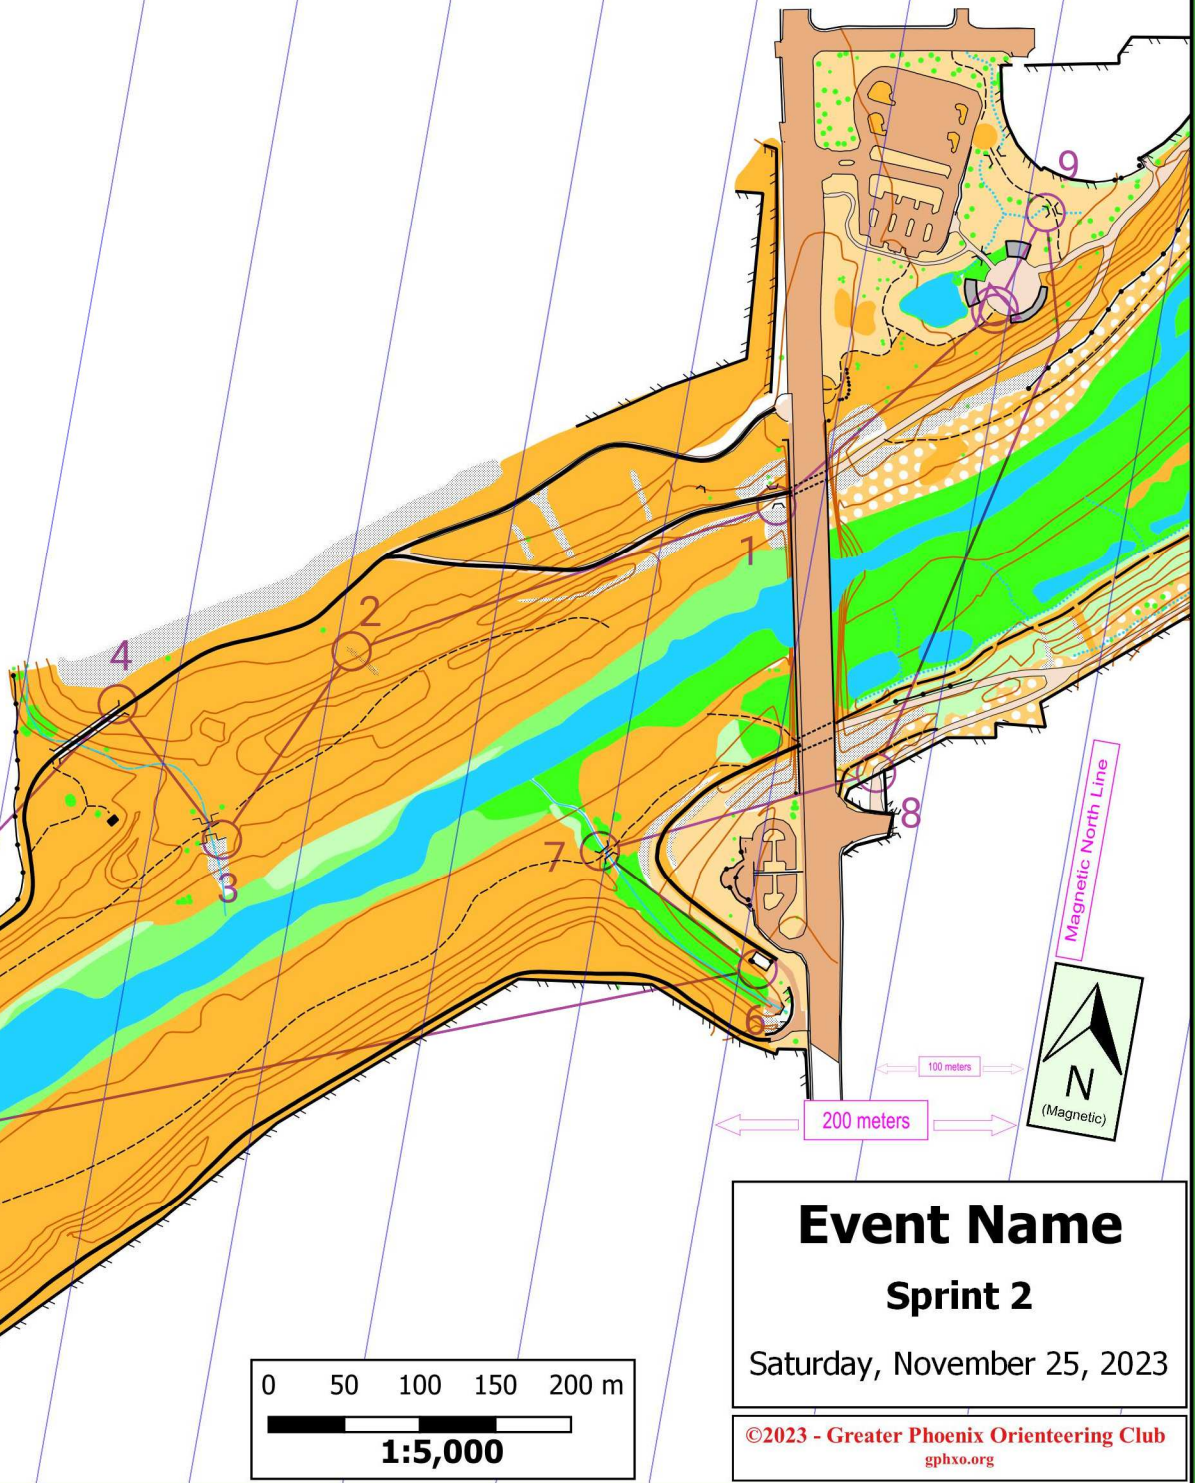 9
1
2
4
3
7
8
6
Magnetic North Line
N
(Magnetic)
100 meters
200 meters
Event Name
Sprint 2
Saturday, November 25, 2023
0 50 100 150 200 m
1:5,000
©2023 - Greater Phoenix Orienteering Club
gphxo.org